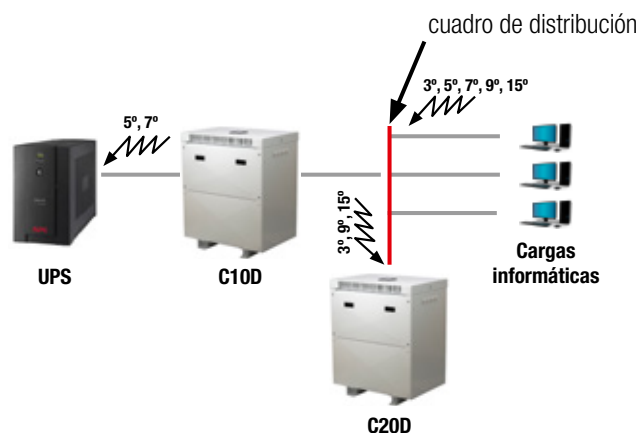 cuadro de distribución
3º, 5º, 7º, 9º, 15º
5º, 7º
3º, 9º, 15º
UPS
C10D
Cargas
informáticas
C20D